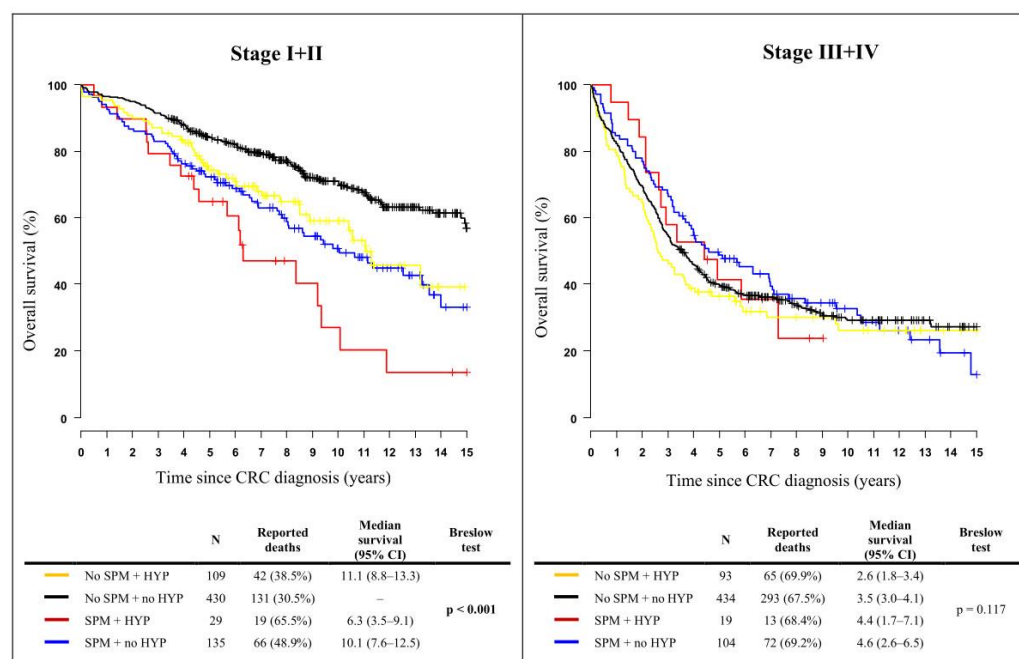 Stage I+II
Overall survival (%)
100
80
60
40
20
0
0 1 2 3 4 5 6 7 8 9 10 11 12 13 14 15
Time since CRC diagnosis (years)
N Reported deaths Median survival (95% CI) Breslow test
No SPM + HYP 109 42 (38.5%) 11.1 (8.8–13.3)
No SPM + no HYP 430 131 (30.5%) –
p < 0.001
SPM + HYP 29 19 (65.5%) 6.3 (3.5–9.1)
SPM + no HYP 135 66 (48.9%) 10.1 (7.6–12.5)
Stage III+IV
Overall survival (%)
100
80
60
40
20
0
0 1 2 3 4 5 6 7 8 9 10 11 12 13 14 15
Time since CRC diagnosis (years)
N Reported deaths Median survival (95% CI) Breslow test
No SPM + HYP 93 65 (69.9%) 2.6 (1.8–3.4)
No SPM + no HYP 434 293 (67.5%) 3.5 (3.0–4.1)
p = 0.117
SPM + HYP 19 13 (68.4%) 4.4 (1.7–7.1)
SPM + no HYP 104 72 (69.2%) 4.6 (2.6–6.5)